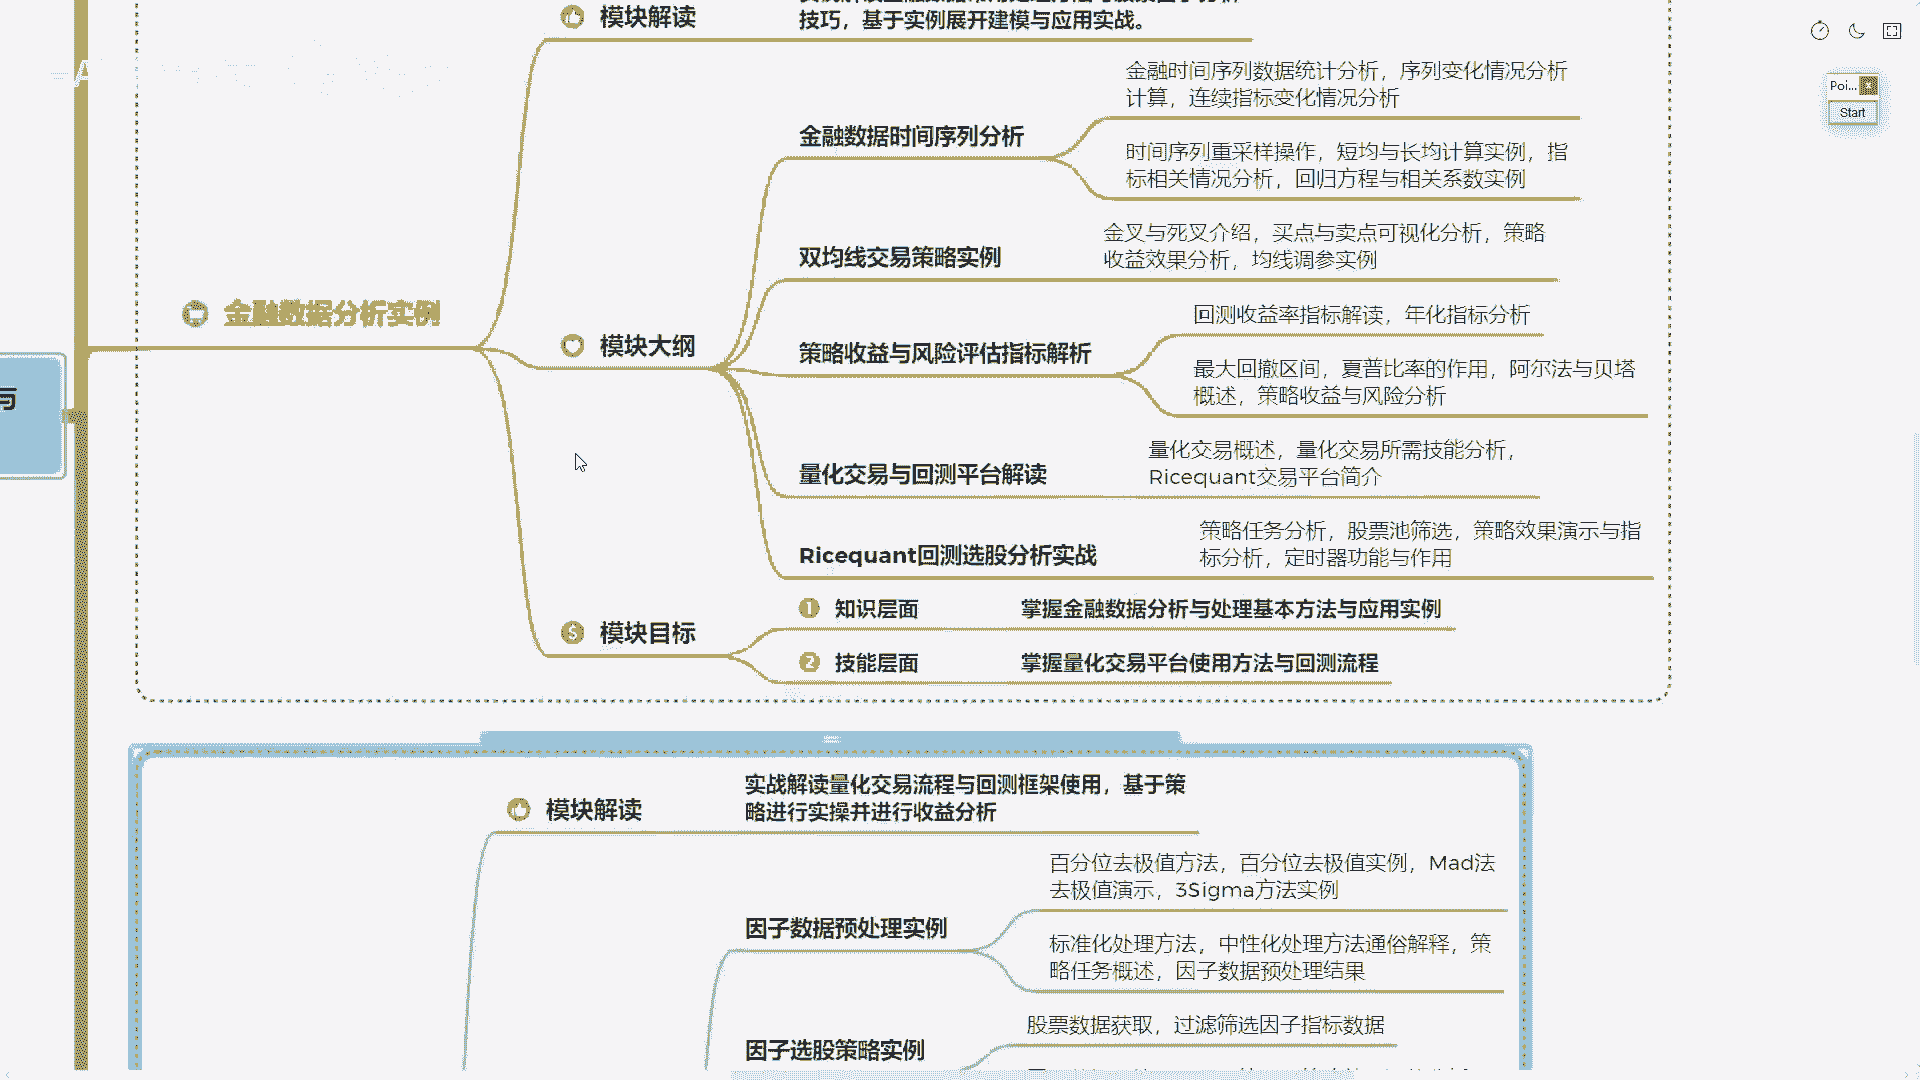 模块解读
技巧，基于实例展开建模与应用实战。
Poi...
Start
金融时间序列数据统计分析，序列变化情况分析
计算，连续指标变化情况分析
金融数据时间序列分析
时间序列重采样操作，短均与长均计算实例，指
标相关情况分析，回归方程与相关系数实例
双均线交易策略实例
金叉与死叉介绍，买点与卖点可视化分析，策略
收益效果分析，均线调参实例
金融数据分析实例
模块大纲
策略收益与风险评估指标解析
回测收益率指标解读，年化指标分析
最大回撤区间，夏普比率的作用，阿尔法与贝塔
概述，策略收益与风险分析
与
量化交易与回测平台解读
量化交易概述，量化交易所需技能分析，
Ricequant交易平台简介
Ricequant回测选股分析实战
策略任务分析，股票池筛选，策略效果演示与指
标分析，定时器功能与作用
模块目标
1 知识层面 掌握金融数据分析与处理基本方法与应用实例
2 技能层面 掌握量化交易平台使用方法与回测流程
模块解读
实战解读量化交易流程与回测框架使用，基于策
略进行实操并进行收益分析
因子数据预处理实例
百分位去极值方法，百分位去极值实例，Mad法
去极值演示，3Sigma方法实例
标准化处理方法，中性化处理方法通俗解释，策
略任务概述，因子数据预处理结果
因子选股策略实例
股票数据获取，过滤筛选因子指标数据